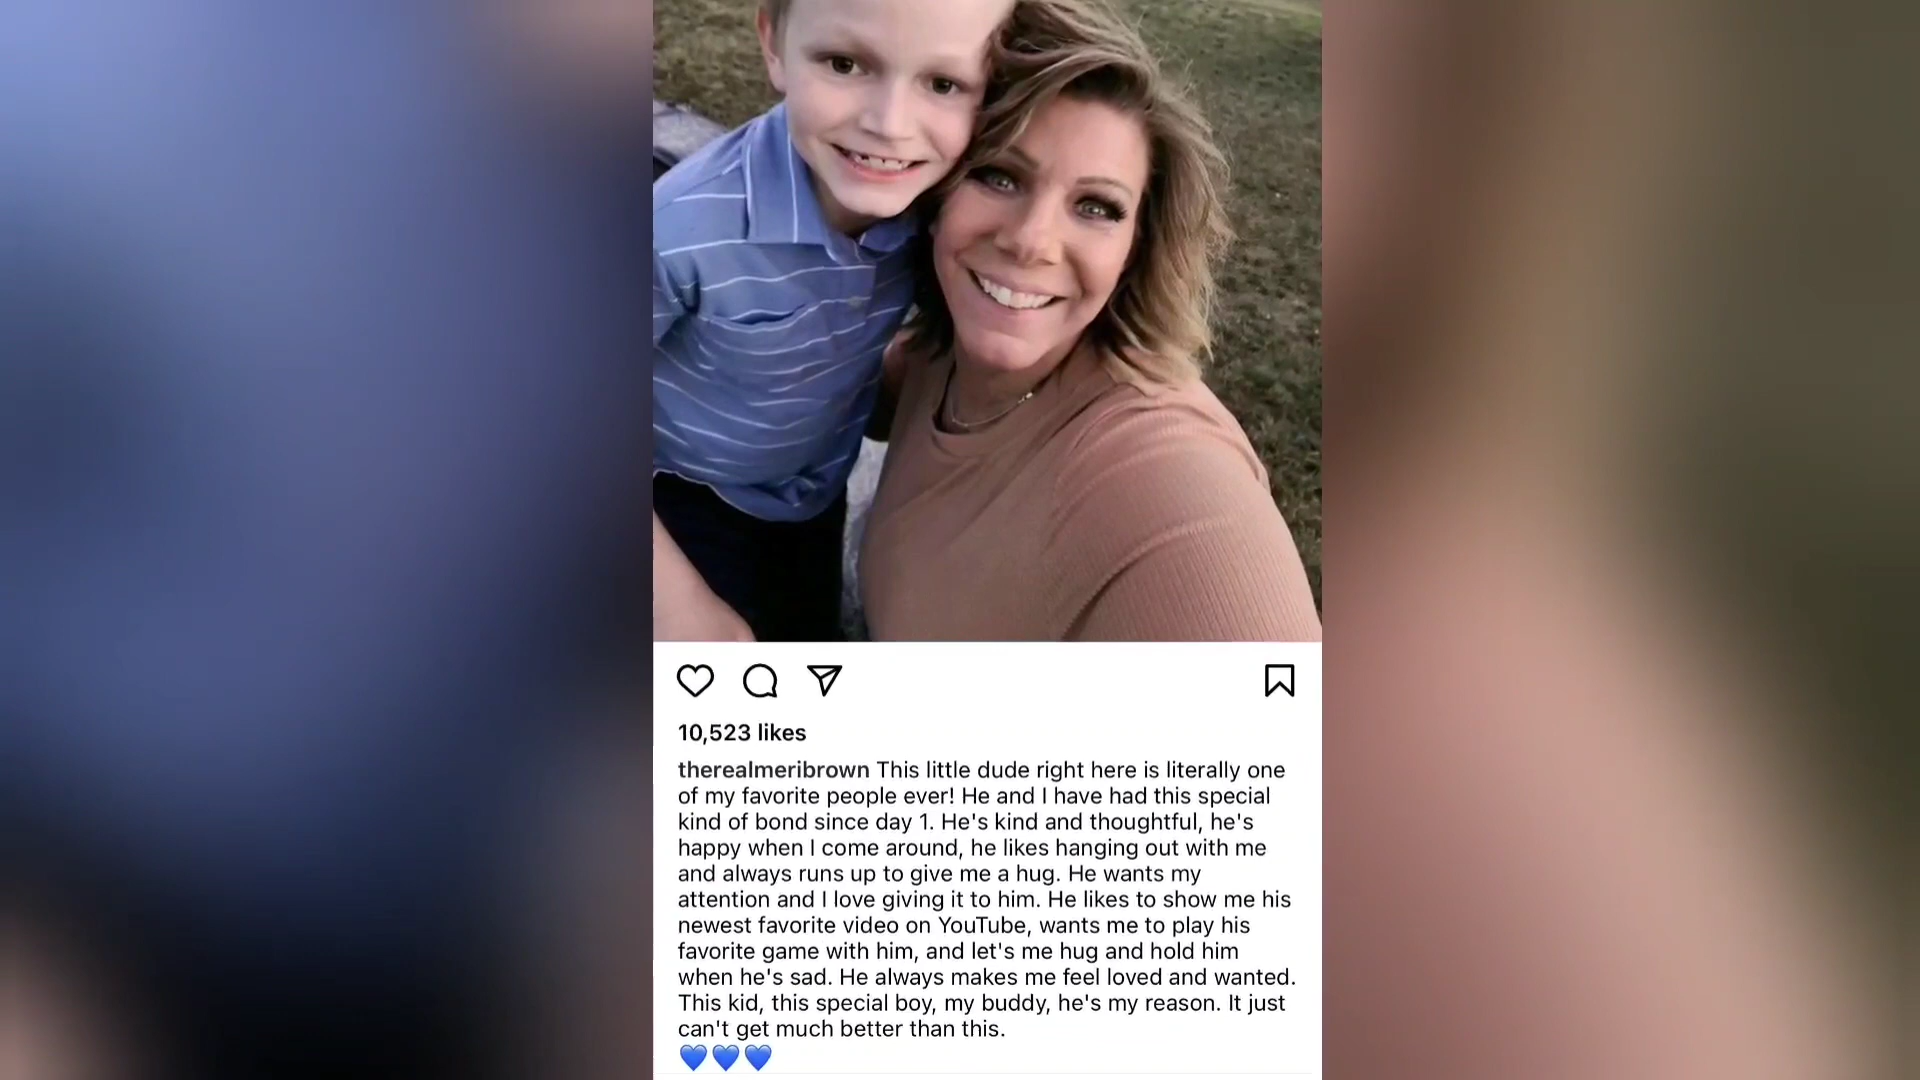 10,523 likes
therealmeribrown This little dude right here is literally one
of my favorite people ever! He and I have had this special
kind of bond since day 1. He's kind and thoughtful, he's
happy when I come around, he likes hanging out with me
and always runs up to give me a hug. He wants my
attention and I love giving it to him. He likes to show me his
newest favorite video on YouTube, wants me to play his
favorite game with him, and let's me hug and hold him
when he's sad. He always makes me feel loved and wanted.
This kid, this special boy, my buddy, he's my reason. It just
can't get much better than this.
💙💙💙